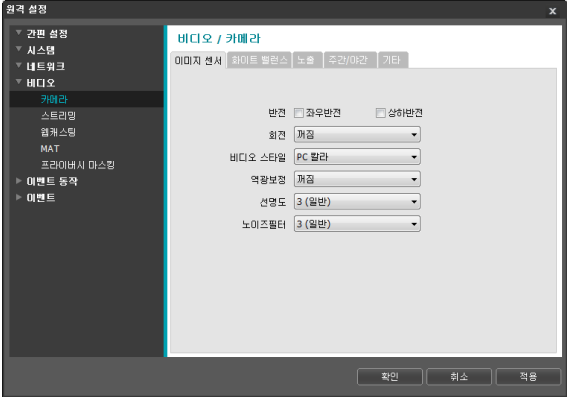 원격 설정
x
간편 설정
시스템
네트워크
비디오
카메라
스트리밍
웹캐스팅
MAT
프라이버시 마스킹
이벤트 동작
이벤트
비디오 / 카메라
이미지 센서 화이트 밸런스 노출 주간/야간 기타
반전 좌우반전 상하반전
회전 꺼짐
비디오 스타일 PC 칼라
역광보정 꺼짐
선명도 3 (일반)
노이즈필터 3 (일반)
확인 취소 적용